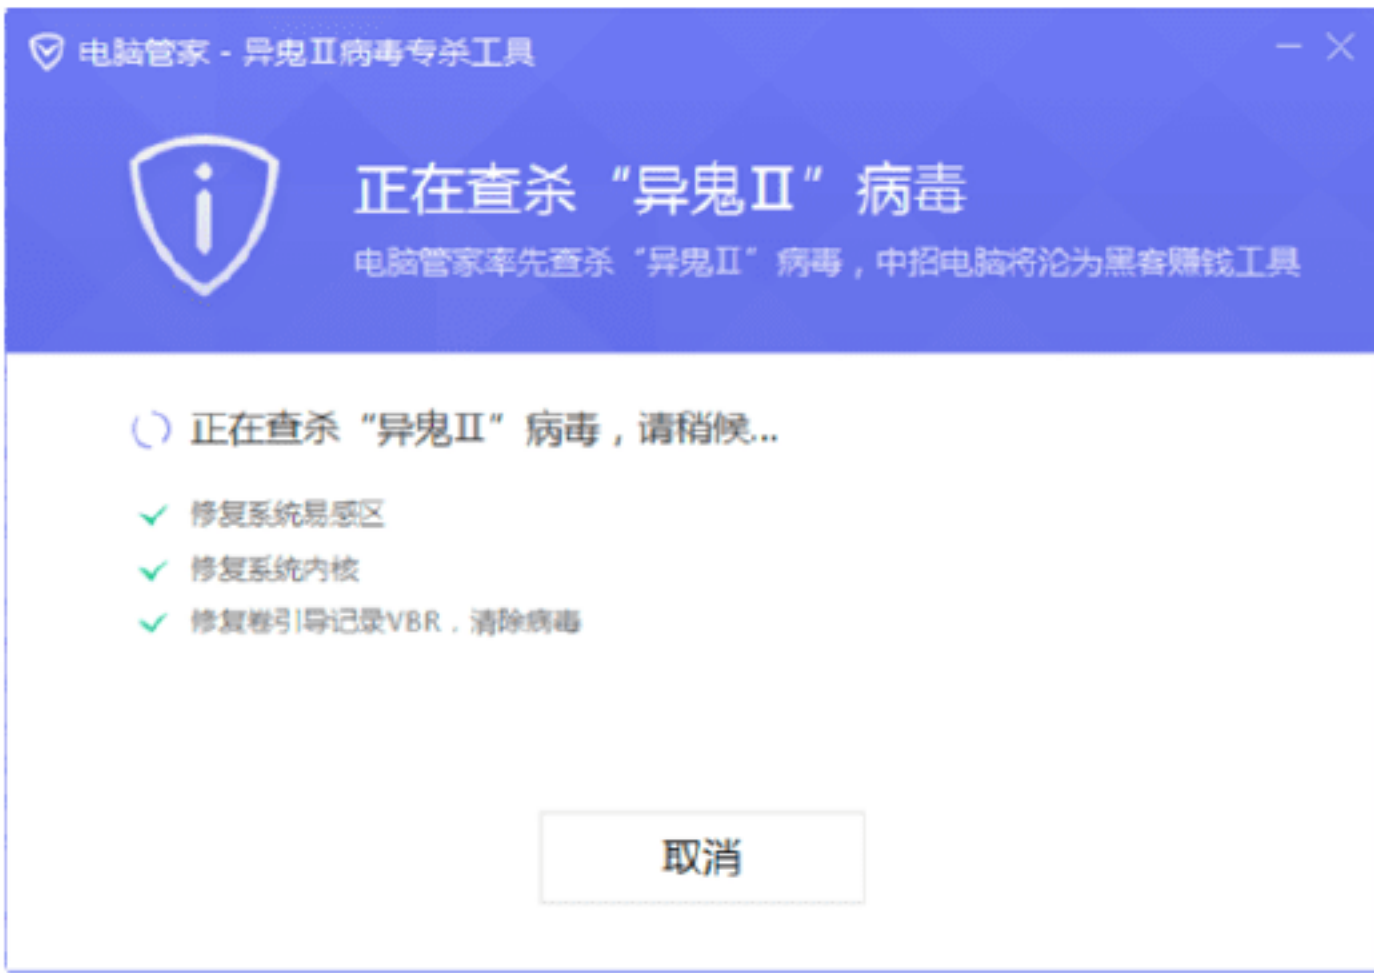 电脑管家 - 异鬼Ⅱ病毒专杀工具
正在查杀“异鬼Ⅱ”病毒
电脑管家率先查杀“异鬼Ⅱ”病毒，中招电脑将沦为黑客赚钱工具
正在查杀“异鬼Ⅱ”病毒，请稍候...
修复系统易感区
修复系统内核
修复卷引导记录VBR，清除病毒
取消